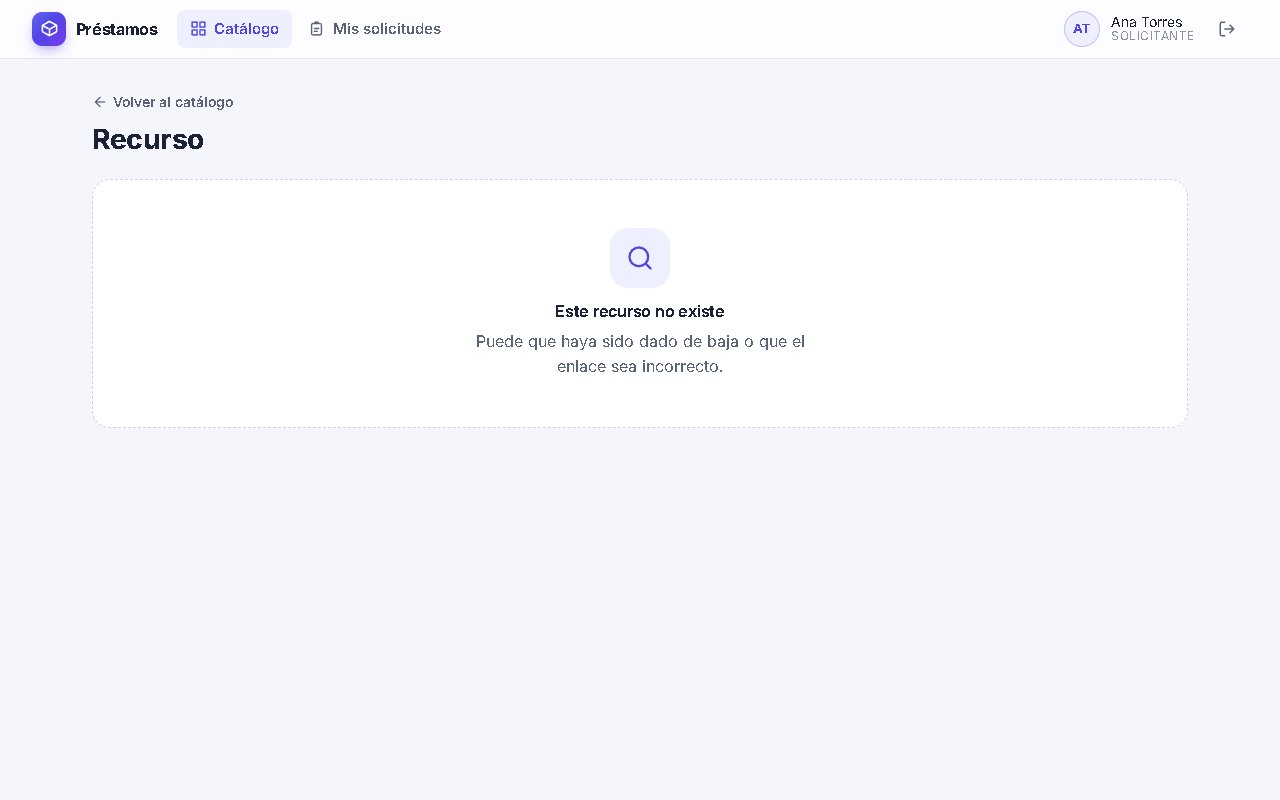 Préstamos
Catálogo
Mis solicitudes
AT
Ana Torres
SOLICITANTE
Volver al catálogo
Recurso
Este recurso no existe
Puede que haya sido dado de baja o que el
enlace sea incorrecto.